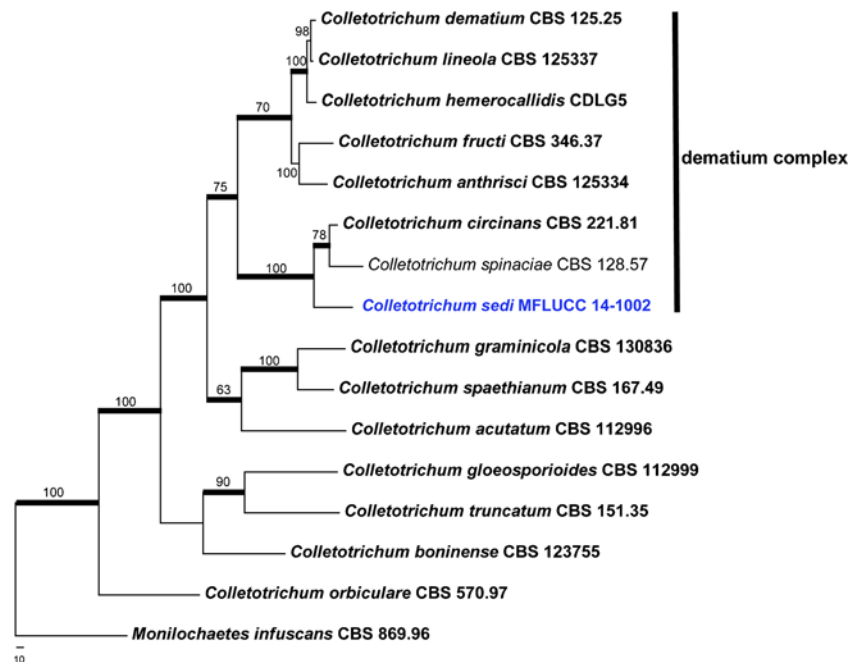 Colletotrichum dematium CBS 125.25
98
Colletotrichum lineola CBS 125337
100
Colletotrichum hemerocallidis CDLG5
70
Colletotrichum fructi CBS 346.37
dematium complex
100
Colletotrichum anthrisci CBS 125334
75
Colletotrichum circinans CBS 221.81
78
Colletotrichum spinaciae CBS 128.57
100
Colletotrichum sedi MFLUCC 14-1002
100
Colletotrichum graminicola CBS 130836
100
Colletotrichum spaethianum CBS 167.49
63
Colletotrichum acutatum CBS 112996
100
Colletotrichum gloeosporioides CBS 112999
90
Colletotrichum truncatum CBS 151.35
100
Colletotrichum boninense CBS 123755
Colletotrichum orbiculare CBS 570.97
Monilochaetes infuscans CBS 869.96
10